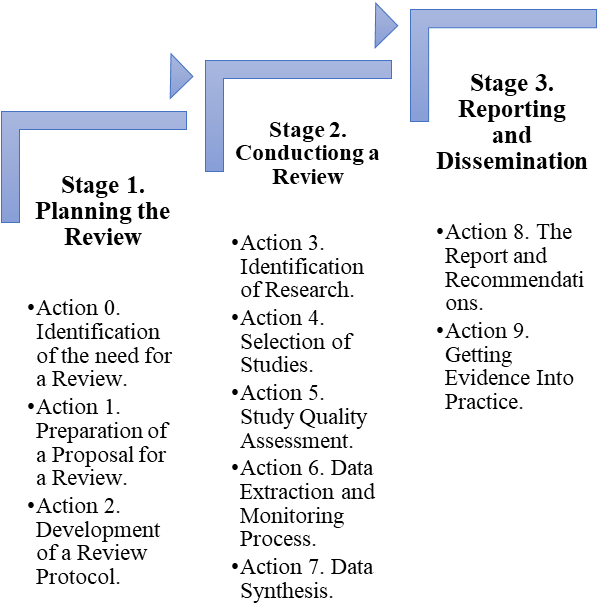 Stage 1.
Planning the
Review
•Action 0.
Identification
of the need for
a Review.
•Action 1.
Preparation of
a Proposal for
a Review.
•Action 2.
Development
of a Review
Protocol.
Stage 2.
Conductiong a
Review
•Action 3.
Identification
of Research.
•Action 4.
Selection of
Studies.
•Action 5.
Study Quality
Assessment.
•Action 6. Data
Extraction and
Monitoring
Process.
•Action 7. Data
Synthesis.
Stage 3.
Reporting
and
Dissemination
•Action 8. The
Report and
Recommendati
ons.
•Action 9.
Getting
Evidence Into
Practice.